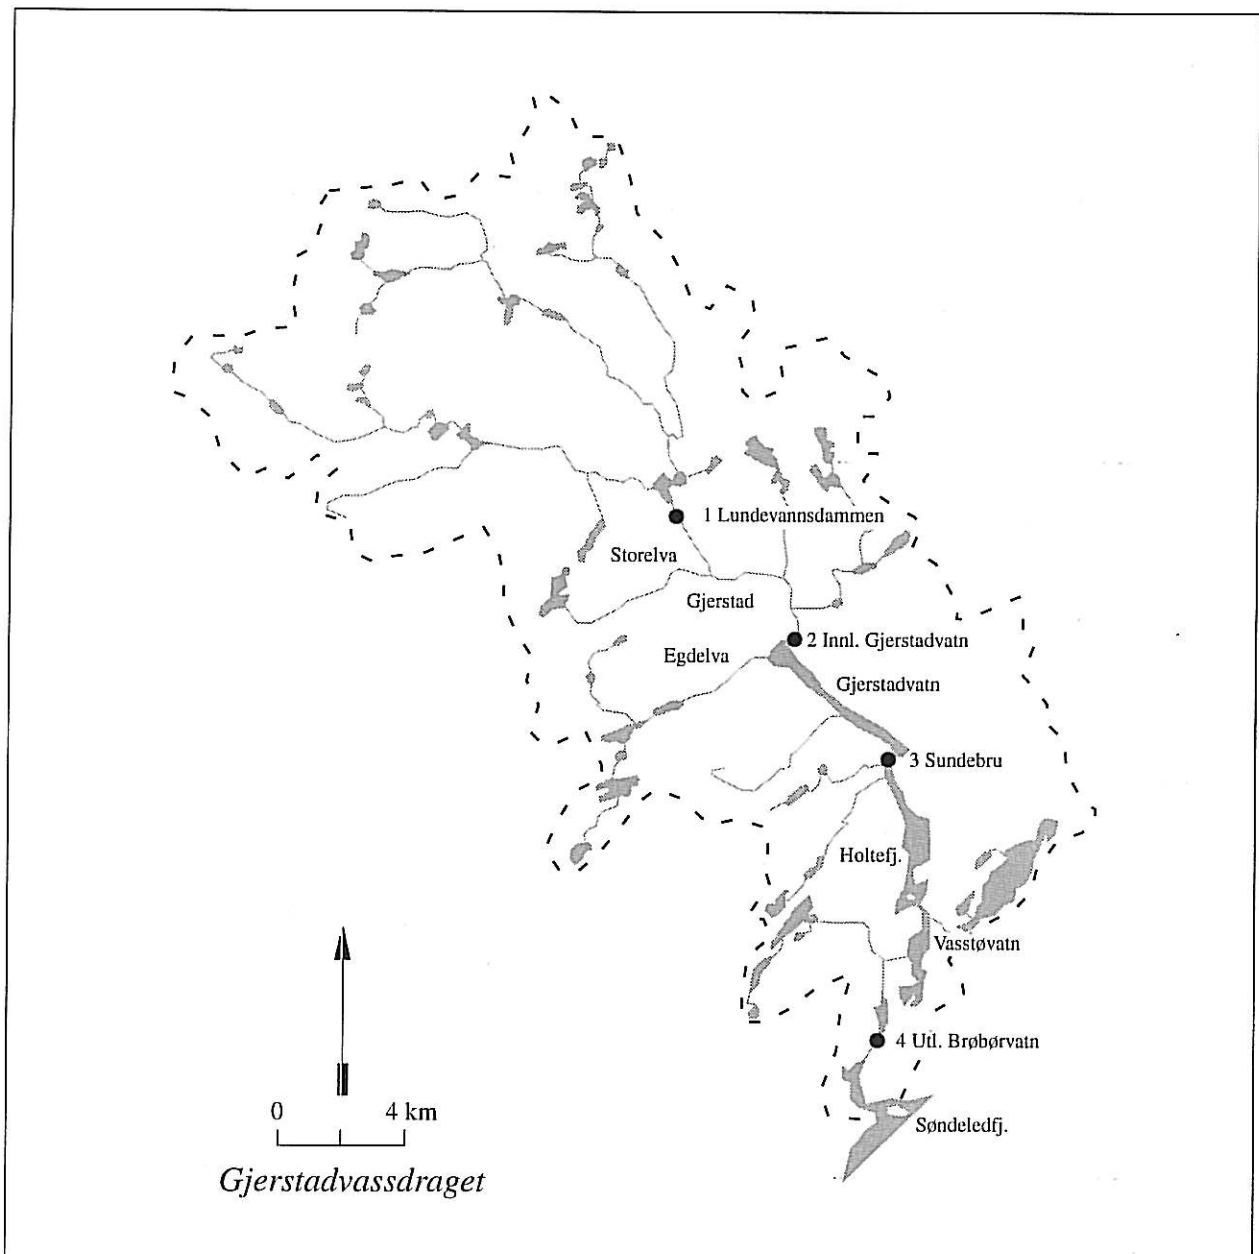 1 Lundevannsdammen
Storelva
Gjerstad
2 Innl. Gjerstadvatn
Egdelva
Gjerstadvatn
3 Sundebru
Holtefj.
Vasstøvatn
4 Utl. Brøbørvatn
Søndeledfj.
0 4 km
Gjerstadvassdraget